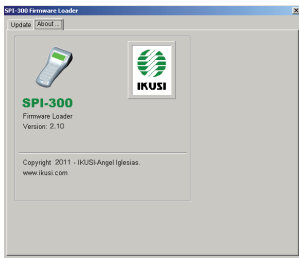 SPI-300 Firmware Loader
Update About...
IKUSI
SPI-300
Firmware Loader
Version: 2.10
Copyright 2011 - IKUSI-Angel Iglesias.
www.ikusi.com